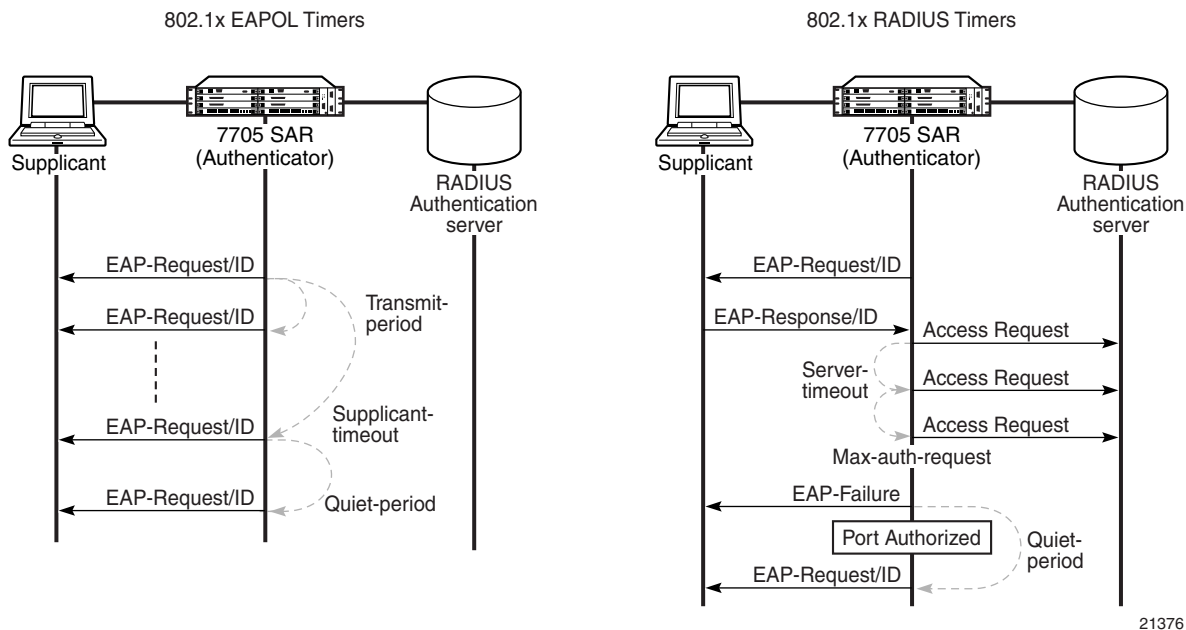 802.1x EAPOL Timers
Supplicant
7705 SAR
(Authenticator)
RADIUS
Authentication
server
EAP-Request/ID
Transmit-
period
EAP-Request/ID
Supplicant-
timeout
EAP-Request/ID
Quiet-period
EAP-Request/ID
802.1x RADIUS Timers
Supplicant
7705 SAR
(Authenticator)
RADIUS
Authentication
server
EAP-Request/ID
EAP-Response/ID
Access Request
Server-
timeout
Access Request
Access Request
Max-auth-request
EAP-Failure
Port Authorized
Quiet-
period
EAP-Request/ID
21376